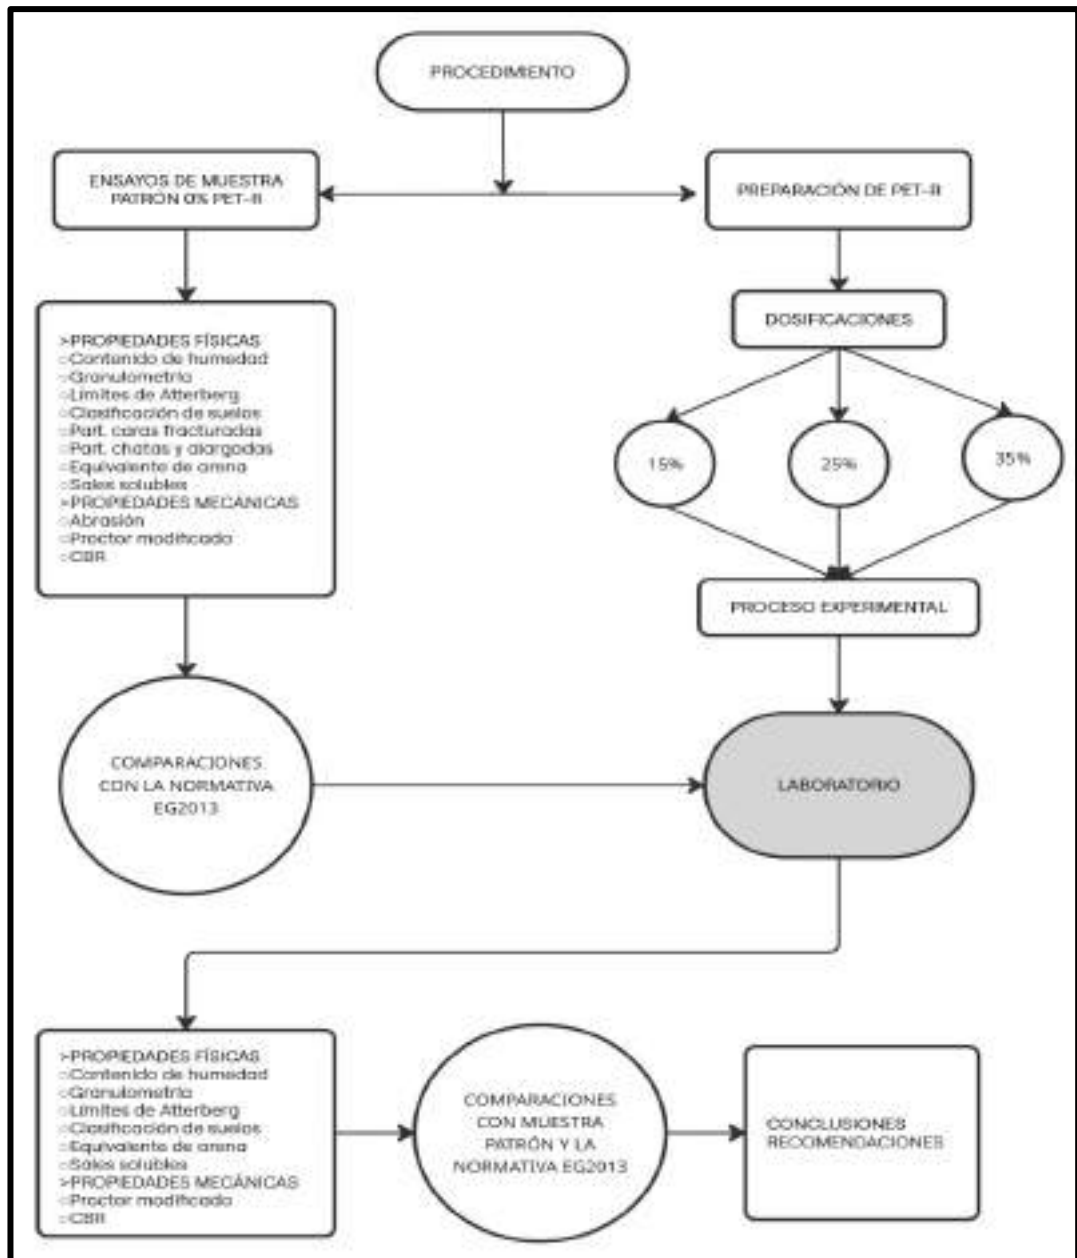 PROCEDIMIENTO
ENSAYOS DE MUESTRA
PATRÓN 0% PET-R
PREPARACIÓN DE PET-R
>PROPIEDADES FÍSICAS
○Contenido de humedad
○Granulometría
○Límites de Atterberg
○Clasificación de suelos
○Part. caras fracturadas
○Part. chatas y alargadas
○Equivalente de arena
○Sales solubles
>PROPIEDADES MECÁNICAS
○Abrasión
○Proctor modificado
○CBR
DOSIFICACIONES
15%
25%
35%
PROCESO EXPERIMENTAL
COMPARACIONES
CON LA NORMATIVA
EG2013
LABORATORIO
>PROPIEDADES FÍSICAS
○Contenido de humedad
○Granulometría
○Límites de Atterberg
○Clasificación de suelos
○Equivalente de arena
○Sales solubles
>PROPIEDADES MECÁNICAS
○Proctor modificado
○CBR
COMPARACIONES
CON MUESTRA
PATRÓN Y LA
NORMATIVA EG2013
CONCLUSIONES
RECOMENDACIONES